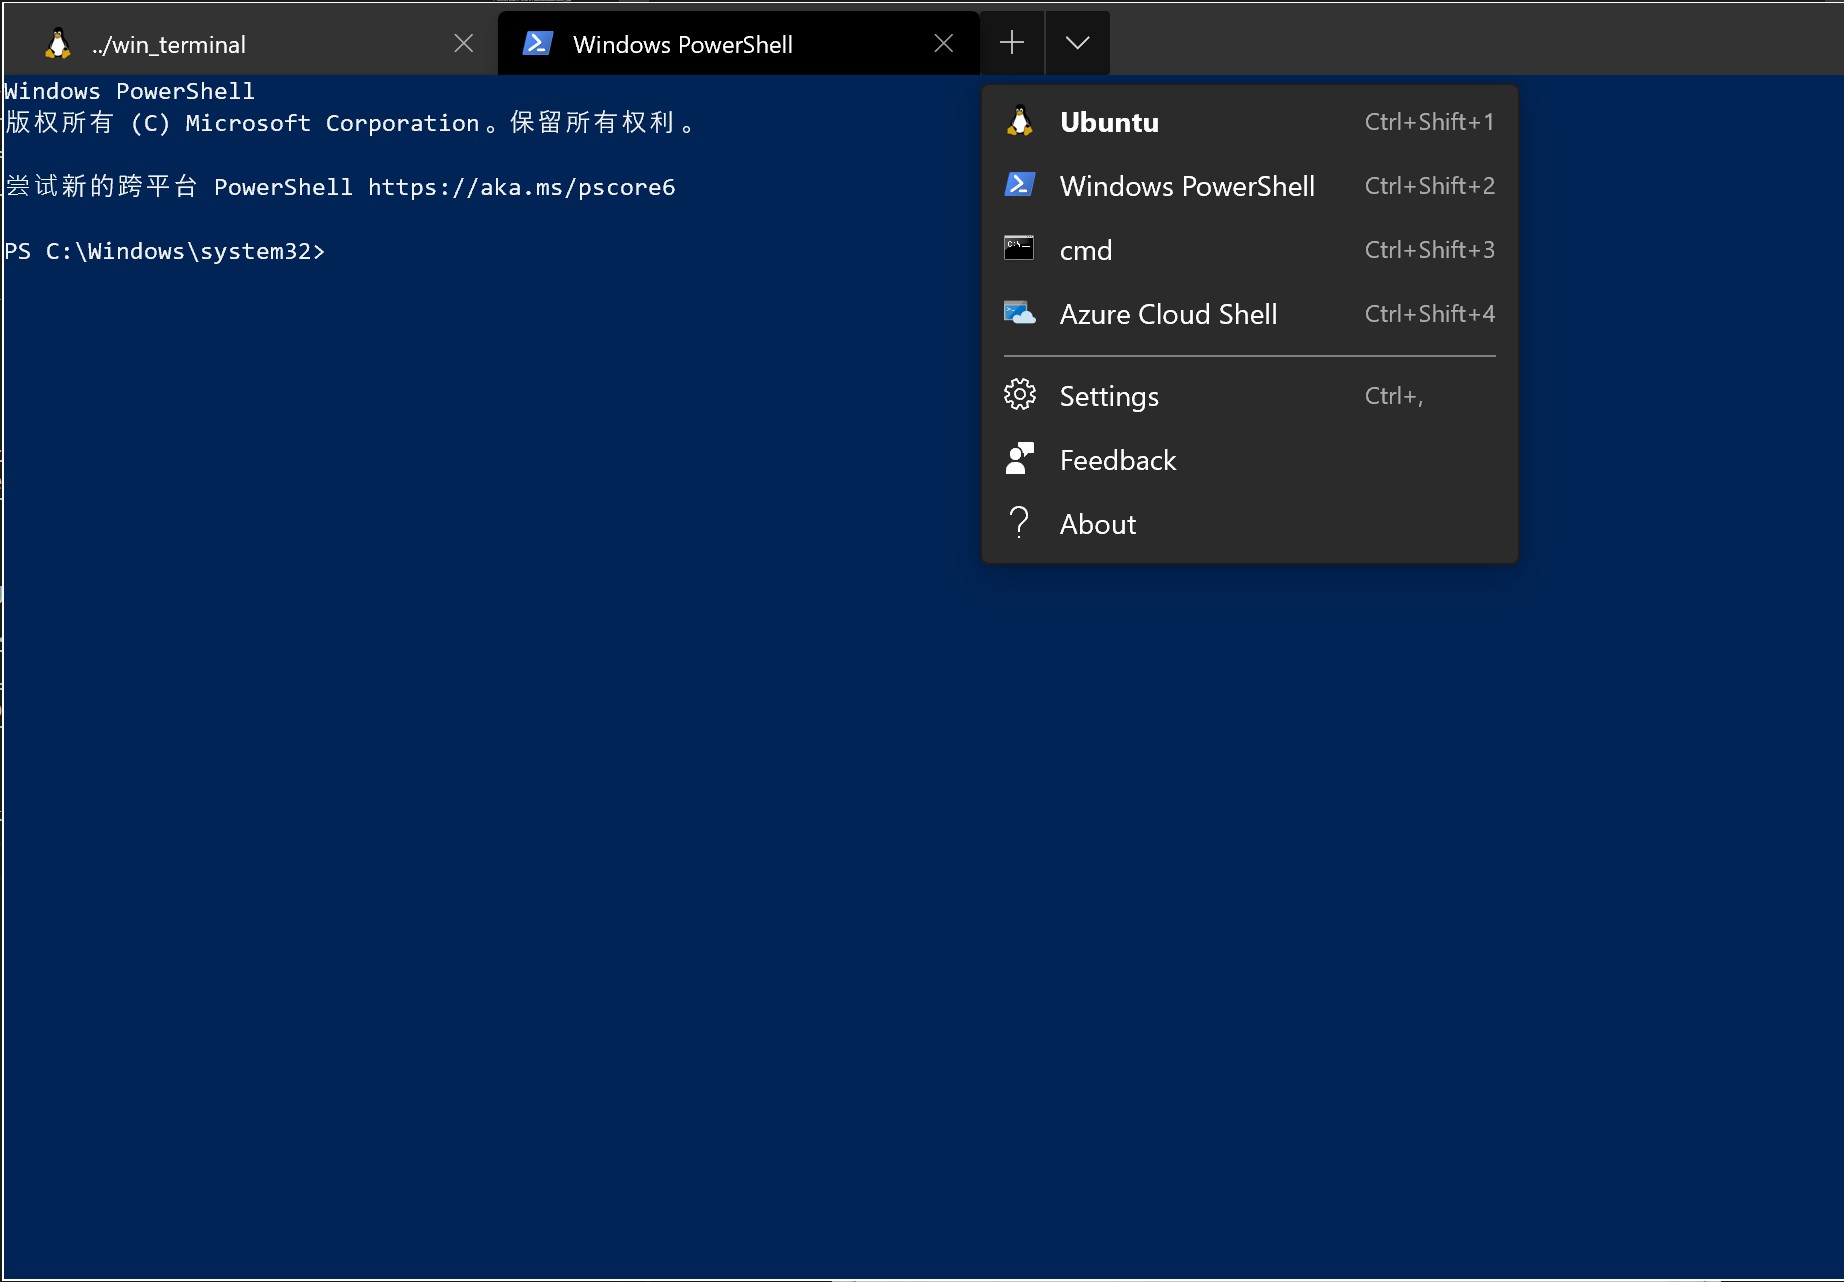 ../win_terminal
Windows PowerShell
Windows PowerShell
版权所有 (C) Microsoft Corporation。保留所有权利。
尝试新的跨平台 PowerShell https://aka.ms/pscore6
PS C:\Windows\system32>
Ubuntu Ctrl+Shift+1
Windows PowerShell Ctrl+Shift+2
cmd Ctrl+Shift+3
Azure Cloud Shell Ctrl+Shift+4
Settings Ctrl+,
Feedback
About